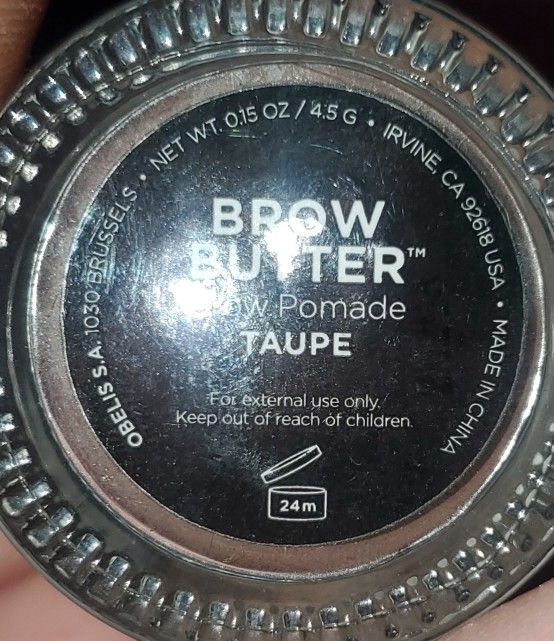 OBELIS S.A. 1030 BRUSSELS • NET WT. 0.15 OZ / 4.5 G • IRVINE, CA 92618 USA • MADE IN CHINA
BROW
BUTTER™
Brow Pomade
TAUPE
For external use only.
Keep out of reach of children.
24m